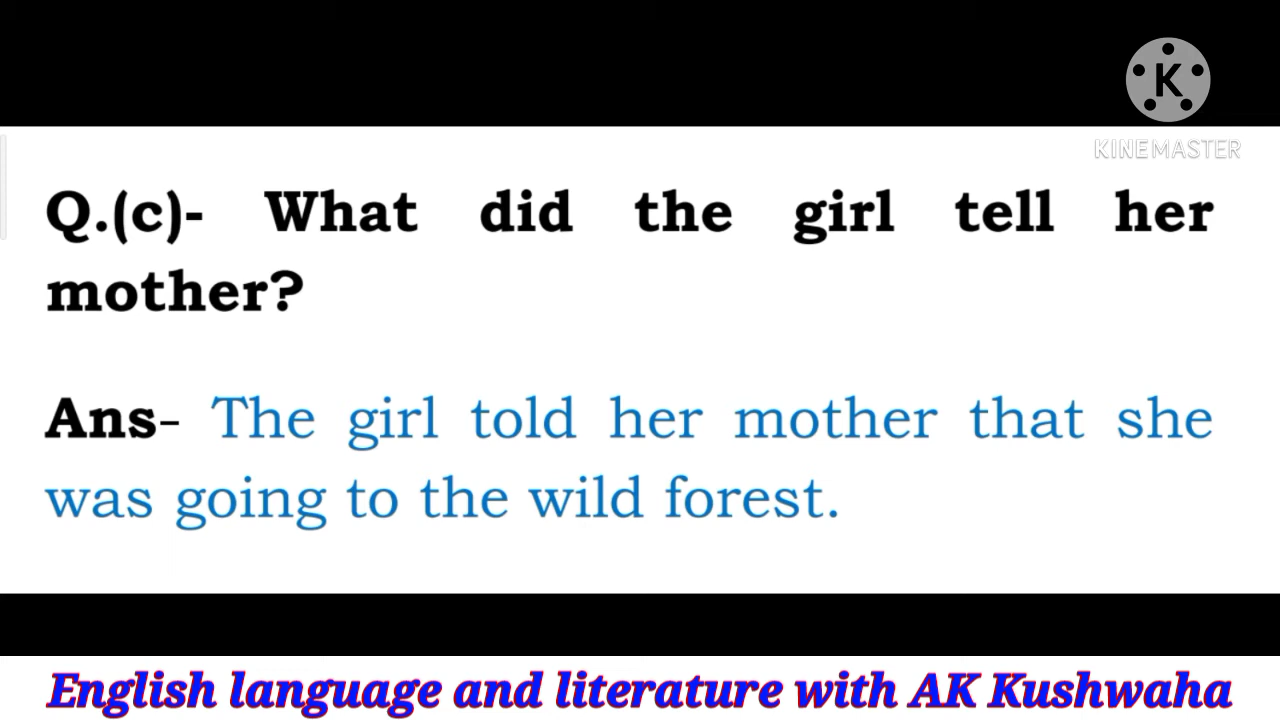 K
KINEMASTER
Q.(c)- What did the girl tell her
mother?
Ans- The girl told her mother that she
was going to the wild forest.
English language and literature with AK Kushwaha